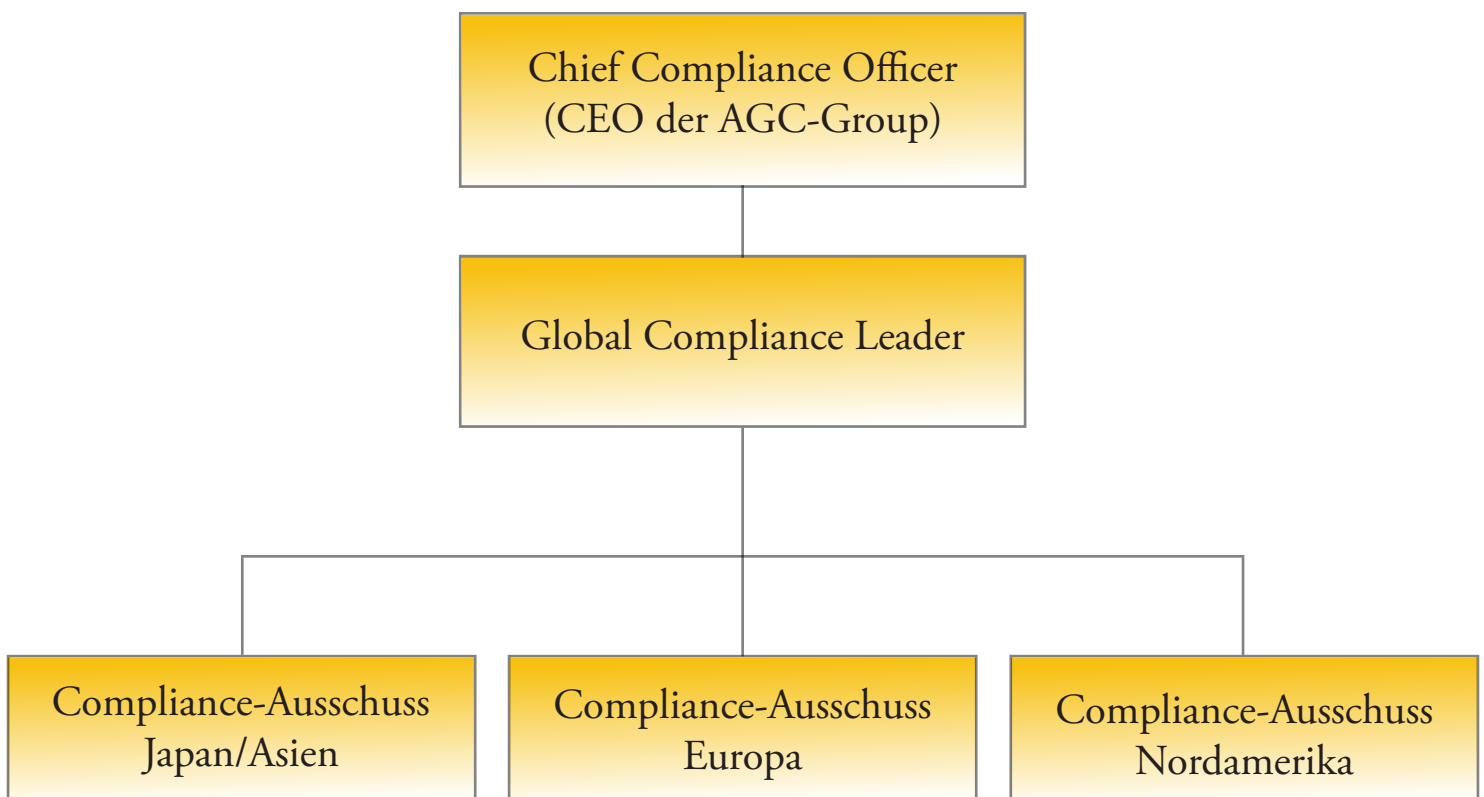 Chief Compliance Officer
(CEO der AGC-Group)
Global Compliance Leader
Compliance-Ausschuss
Japan/Asien
Compliance-Ausschuss
Europa
Compliance-Ausschuss
Nordamerika